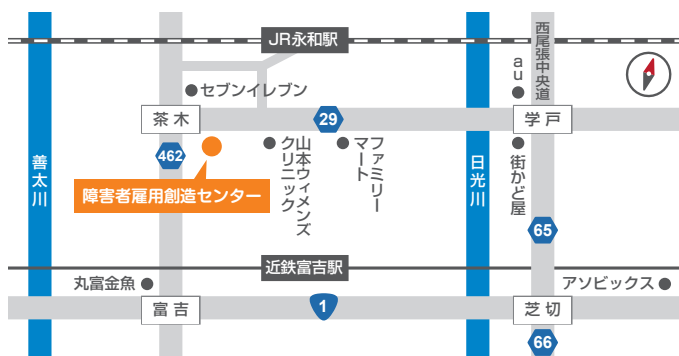 JR永和駅
西尾張中央道
au
セブンイレブン
茶木
29
学戸
善太川
462
山本ウィメンズ
クリニック
ファミリー
マート
日光川
街かど屋
障害者雇用創造センター
65
近鉄富吉駅
丸富金魚
アソビックス
富吉
1
芝切
66